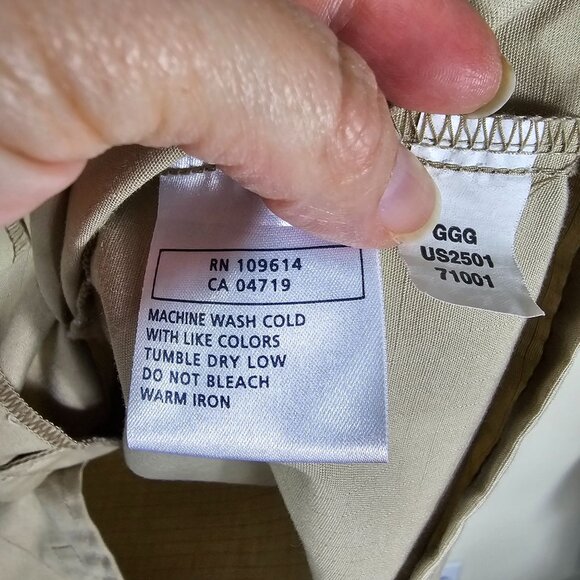 RN 109614
CA 04719
MACHINE WASH COLD
WITH LIKE COLORS
TUMBLE DRY LOW
DO NOT BLEACH
WARM IRON
GGG
US2501
71001